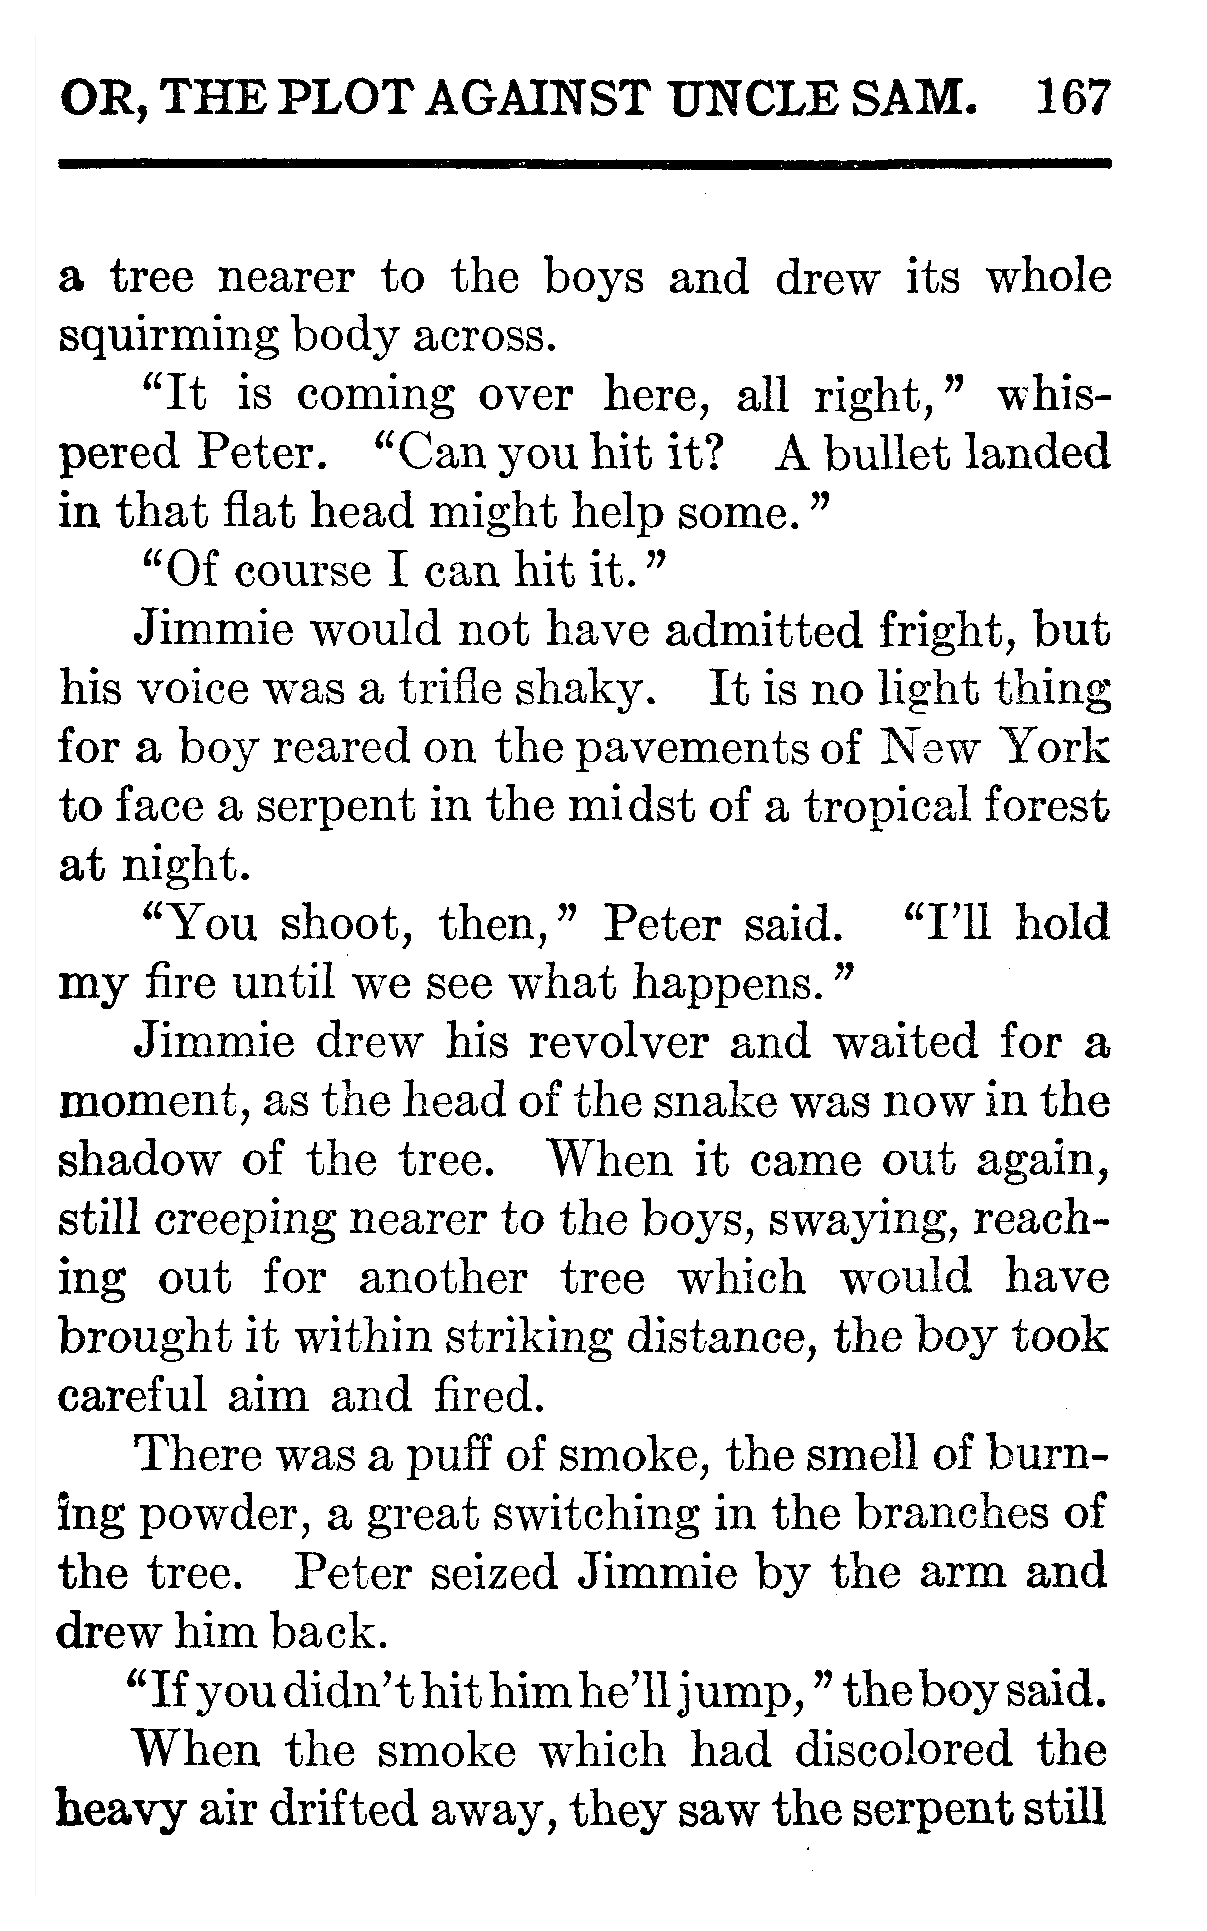 OR, THE PLOT AGAINST UNCLE SAM. 167
a tree nearer to the boys and drew its whole
squirming body across.
“It is coming over here, all right,” whis-
pered Peter. “Can you hit it? A bullet landed
in that flat head might help some.”
“Of course I can hit it.”
Jimmie would not have admitted fright, but
his voice was a trifle shaky. It is no light thing
for a boy reared on the pavements of New York
to face a serpent in the midst of a tropical forest
at night.
“You shoot, then,” Peter said. “I’ll hold
my fire until we see what happens.”
Jimmie drew his revolver and waited for a
moment, as the head of the snake was now in the
shadow of the tree. When it came out again,
still creeping nearer to the boys, swaying, reach-
ing out for another tree which would have
brought it within striking distance, the boy took
careful aim and fired.
There was a puff of smoke, the smell of burn-
ing powder, a great switching in the branches of
the tree. Peter seized Jimmie by the arm and
drew him back.
“If you didn’t hit him he’ll jump,” the boy said.
When the smoke which had discolored the
heavy air drifted away, they saw the serpent still